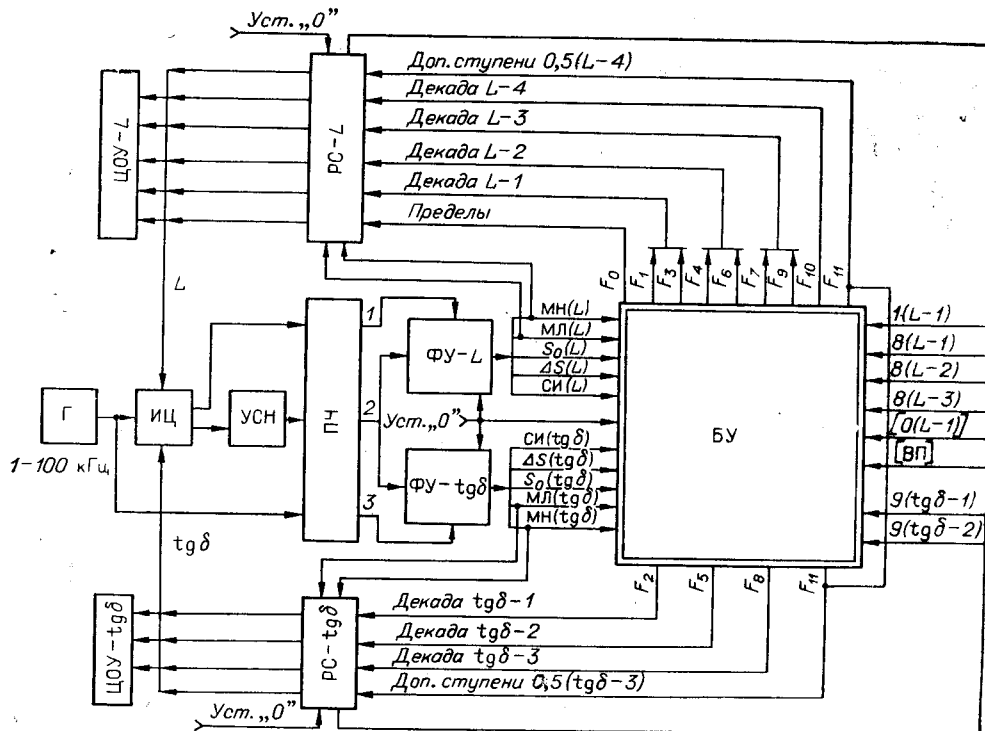 Уст. „0"
Доп. ступени 0,5(L-4)
Декада L-4
Декада L-3
Декада L-2
Декада L-1
Пределы
ЦОУ-L
РС-L
L
F₀
F₁
F₃
F₄
F₆
F₇
F₉
F₁₀
F₁₁
1
2
3
МН(L)
МЛ(L)
S₀(L)
ΔS(L)
СИ(L)
ФУ-L
Г
ИЦ
УСН
ПЧ
Уст. „0"
БУ
1-100 кГц
ФУ-tgδ
СИ(tgδ)
ΔS(tgδ)
S₀(tgδ)
МЛ(tgδ)
МН(tgδ)
1(L-1)
8(L-1)
8(L-2)
8(L-3)
[0(L-1)]
[ВП]
9(tgδ-1)
9(tgδ-2)
tgδ
F₂
F₅
F₈
F₁₁
ЦОУ-tgδ
РС-tgδ
Декада tgδ-1
Декада tgδ-2
Декада tgδ-3
Доп. ступени 0,5(tgδ-3)
Уст. „0"